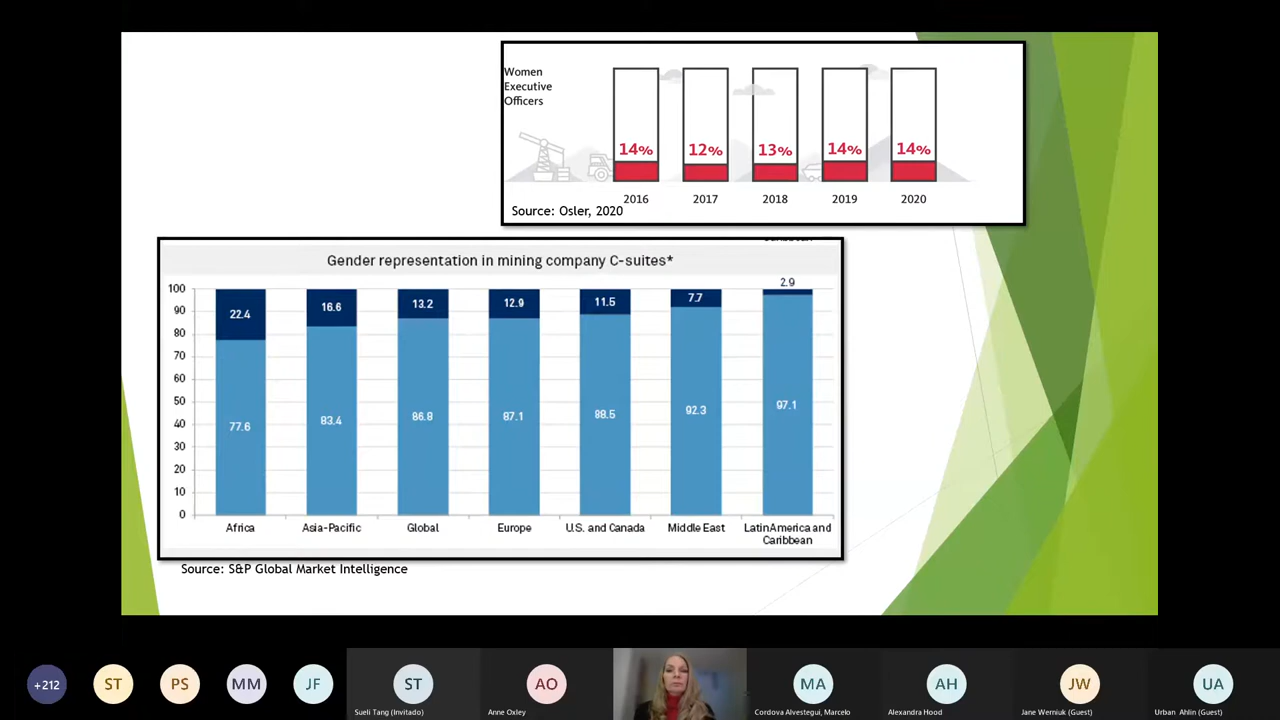 Women
Executive
Officers
14%
12%
13%
14%
14%
2016
2017
2018
2019
2020
Source: Osler, 2020
Gender representation in mining company C-suites*
100
90
80
70
60
50
40
30
20
10
0
22.4
16.6
13.2
12.9
11.5
7.7
2.9
77.6
83.4
86.8
87.1
88.5
92.3
97.1
Africa
Asia-Pacific
Global
Europe
U.S. and Canada
Middle East
Latin America and
Caribbean
Source: S&P Global Market Intelligence
+212
ST
PS
MM
JF
ST
AO
MA
AH
JW
UA
Sueli Tang (Invitado)
Anne Oxley
Cordova Alvestegui, Marcelo
Alexandra Hood
Jane Werniuk (Guest)
Urban Ahlin (Guest)